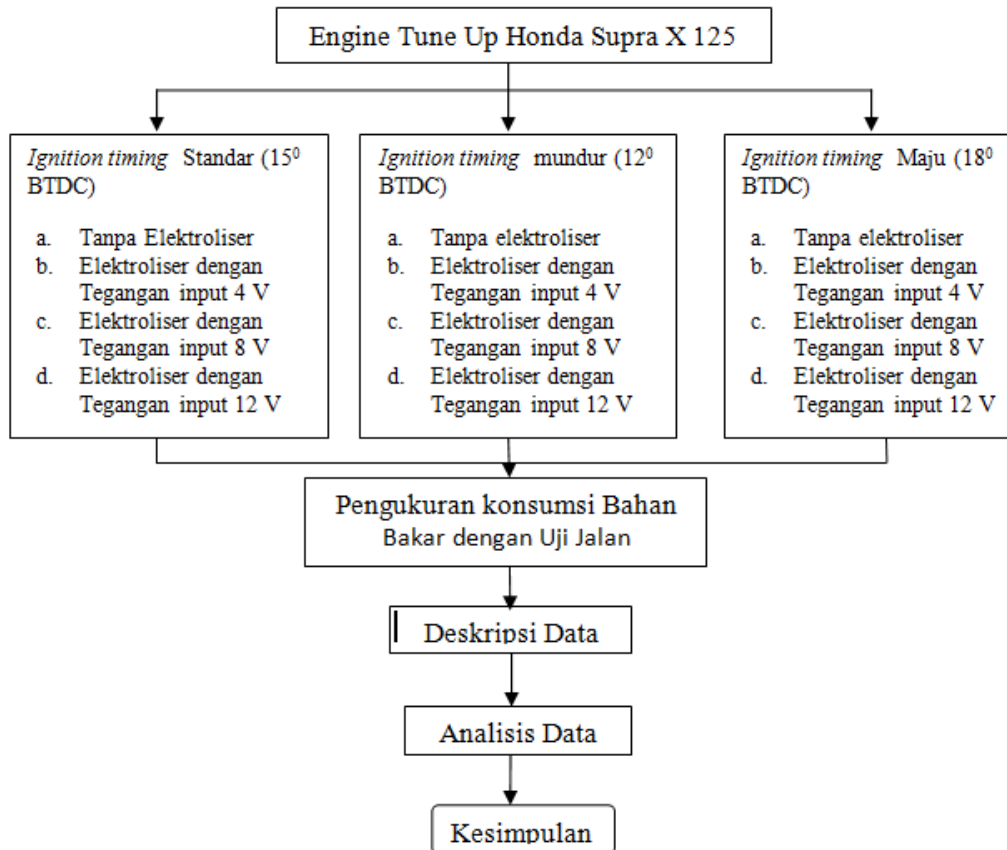 Engine Tune Up Honda Supra X 125
Ignition timing Standar (15⁰
BTDC)
a. Tanpa Elektroliser
b. Elektroliser dengan
Tegangan input 4 V
c. Elektroliser dengan
Tegangan input 8 V
d. Elektroliser dengan
Tegangan input 12 V
Ignition timing mundur (12⁰
BTDC)
a. Tanpa elektroliser
b. Elektroliser dengan
Tegangan input 4 V
c. Elektroliser dengan
Tegangan input 8 V
d. Elektroliser dengan
Tegangan input 12 V
Ignition timing Maju (18⁰
BTDC)
a. Tanpa elektroliser
b. Elektroliser dengan
Tegangan input 4 V
c. Elektroliser dengan
Tegangan input 8 V
d. Elektroliser dengan
Tegangan input 12 V
Pengukuran konsumsi Bahan
Bakar dengan Uji Jalan
Deskripsi Data
Analisis Data
Kesimpulan